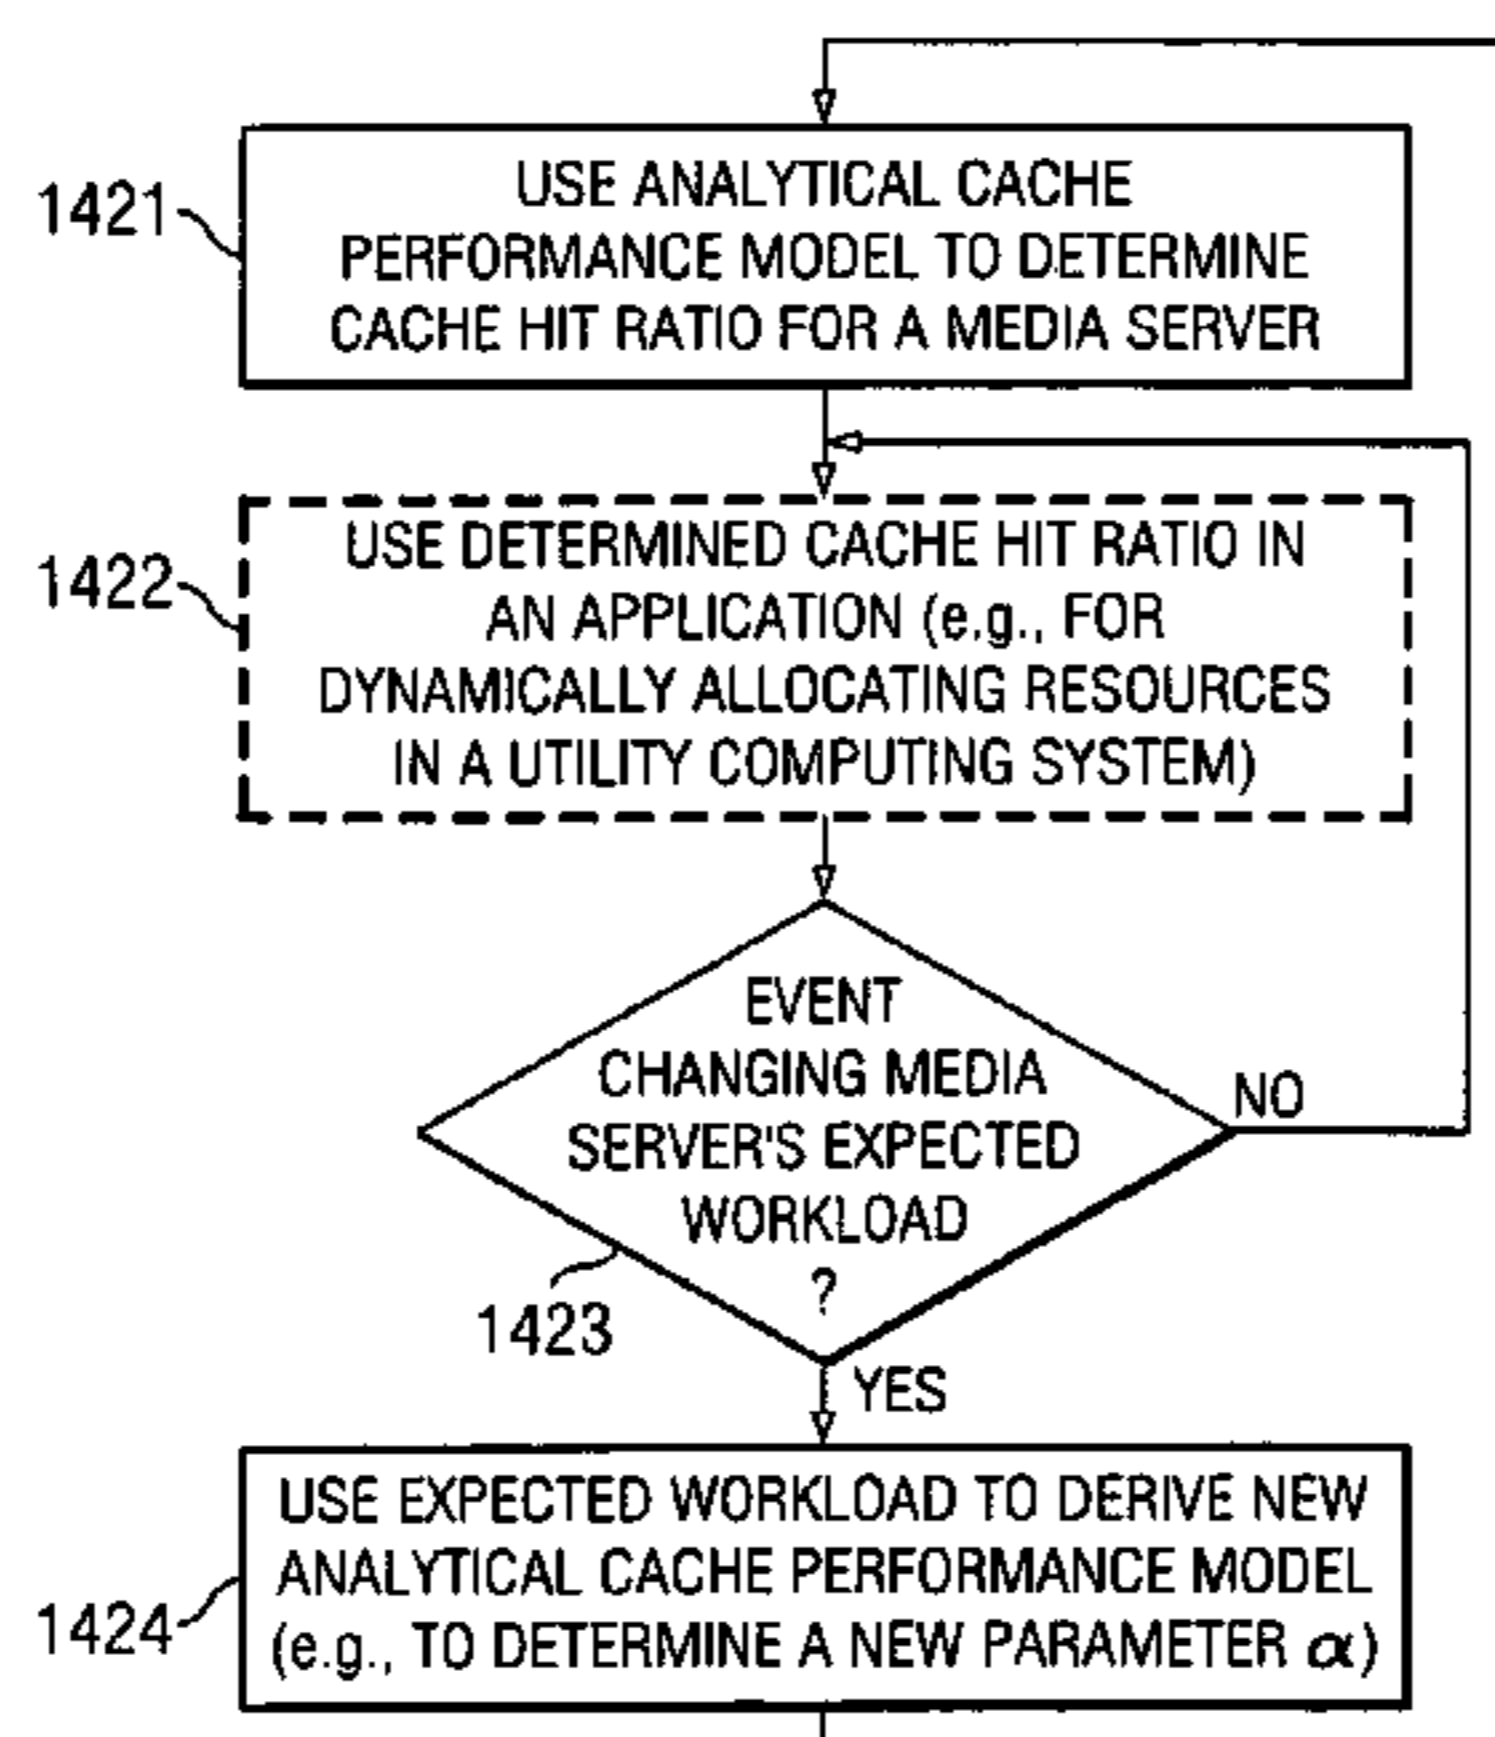 1421
USE ANALYTICAL CACHE
PERFORMANCE MODEL TO DETERMINE
CACHE HIT RATIO FOR A MEDIA SERVER
1422
USE DETERMINED CACHE HIT RATIO IN
AN APPLICATION (e.g., FOR
DYNAMICALLY ALLOCATING RESOURCES
IN A UTILITY COMPUTING SYSTEM)
EVENT
CHANGING MEDIA
SERVER'S EXPECTED
WORKLOAD
?
NO
1423
YES
1424
USE EXPECTED WORKLOAD TO DERIVE NEW
ANALYTICAL CACHE PERFORMANCE MODEL
(e.g., TO DETERMINE A NEW PARAMETER α)